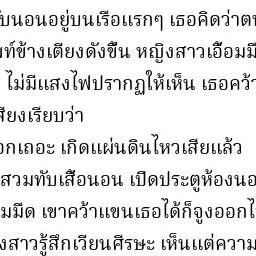 บนอนอยู่บนเรือแรกๆ เธอคิดว่าต
ท์ข้างเตียงดังขึ้น หญิงสาวเอื้อมมื
ไม่มีแสงไฟปรากฏให้เห็น เธอคว้า
สียงเรียบว่า
อกเถอะ เกิดแผ่นดินไหวเสียแล้ว
สวมทับเสื้อนอน เปิดประตูห้องนอ
มมืด เขาคว้าแขนเธอได้ก็จูงออกไ
งสาวรู้สึกเวียนศีรษะ เห็นแต่ความ